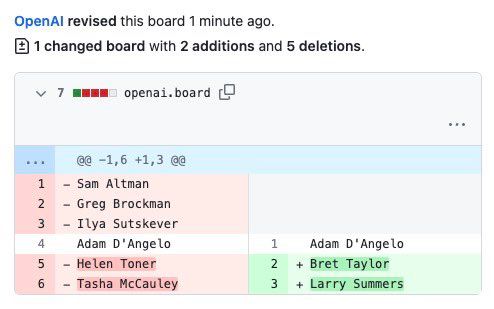 OpenAI revised this board 1 minute ago.
1 changed board with 2 additions and 5 deletions.
7 openai.board
...
... @@ -1,6 +1,3 @@
1 - Sam Altman
2 - Greg Brockman
3 - Ilya Sutskever
4 Adam D'Angelo 1 Adam D'Angelo
5 - Helen Toner 2 + Bret Taylor
6 - Tasha McCauley 3 + Larry Summers